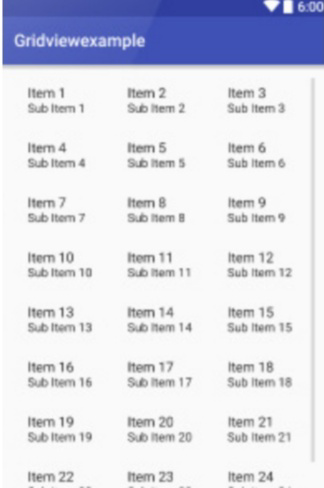 6:00
Gridviewexample
Item 1 Item 2 Item 3
Sub Item 1 Sub Item 2 Sub Item 3
Item 4 Item 5 Item 6
Sub Item 4 Sub Item 5 Sub Item 6
Item 7 Item 8 Item 9
Sub Item 7 Sub Item 8 Sub Item 9
Item 10 Item 11 Item 12
Sub Item 10 Sub Item 11 Sub Item 12
Item 13 Item 14 Item 15
Sub Item 13 Sub Item 14 Sub Item 15
Item 16 Item 17 Item 18
Sub Item 16 Sub Item 17 Sub Item 18
Item 19 Item 20 Item 21
Sub Item 19 Sub Item 20 Sub Item 21
Item 22 Item 23 Item 24